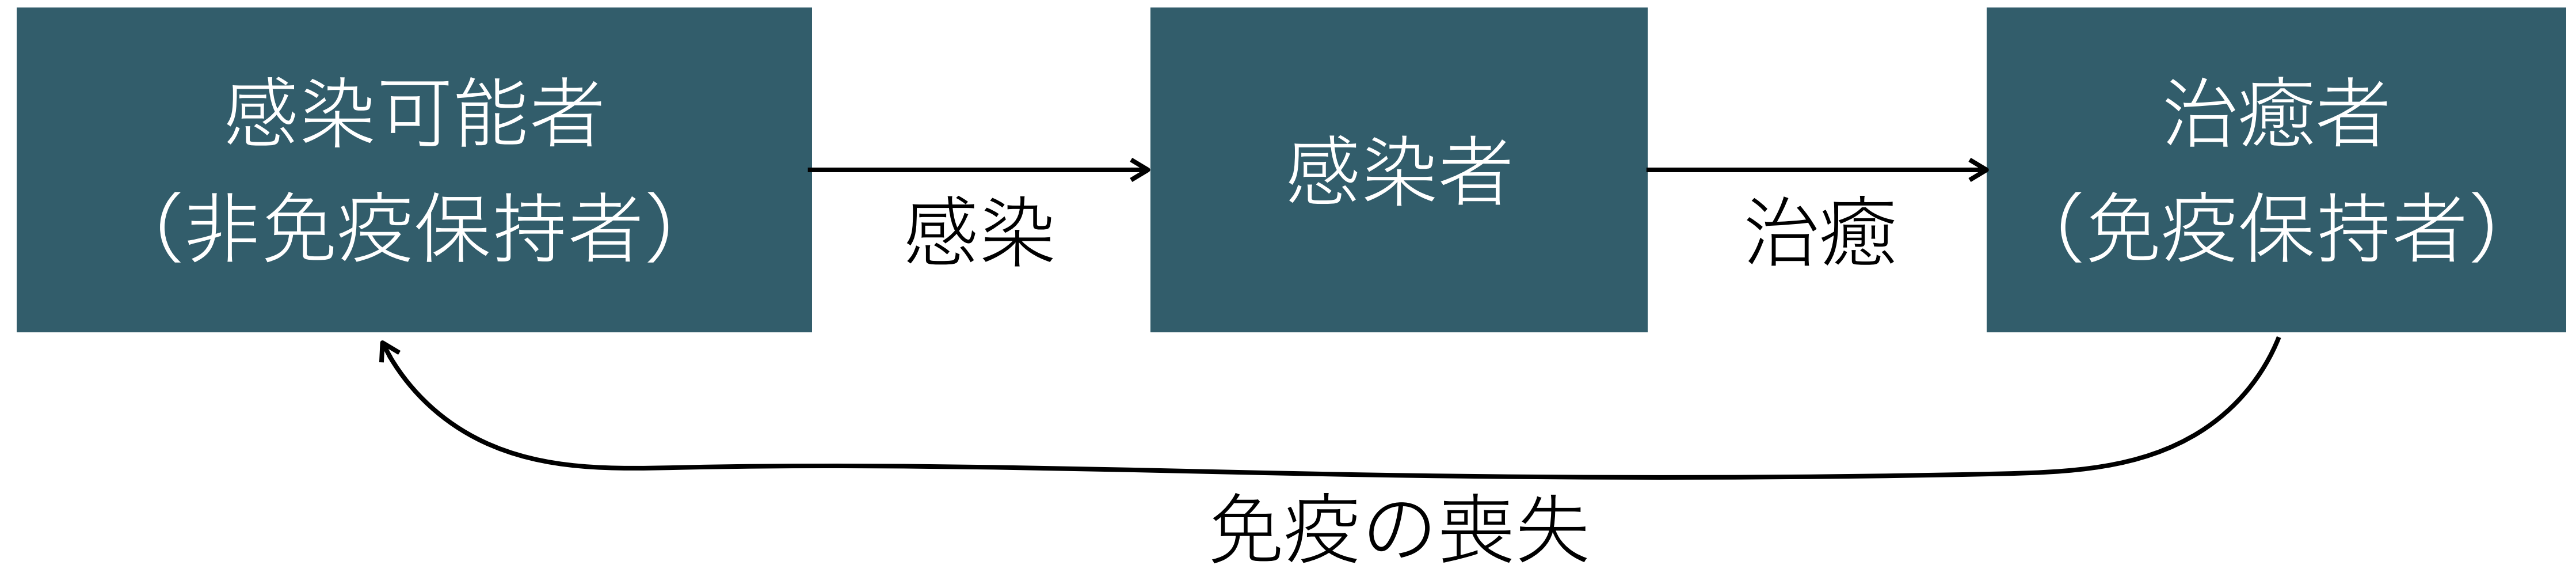 感染可能者
（非免疫保持者）
感染
感染者
治癒
治癒者
（免疫保持者）
免疫の喪失